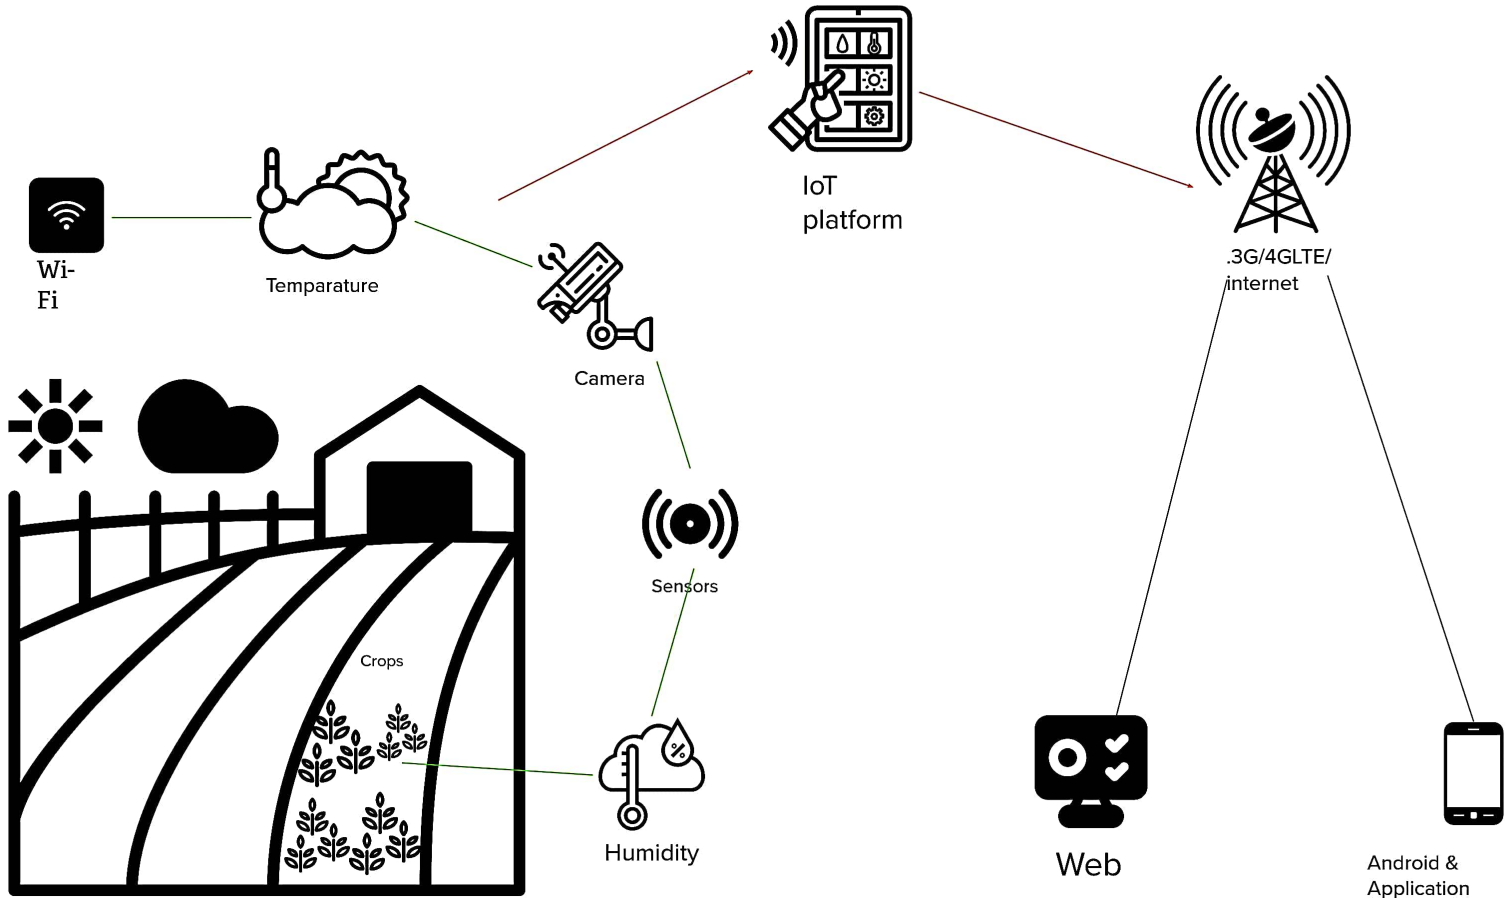 IoT
platform
.3G/4GLTE/
internet
Wi-
Fi
Temparature
Camera
Sensors
Crops
%
Humidity
Web
Android &
Application